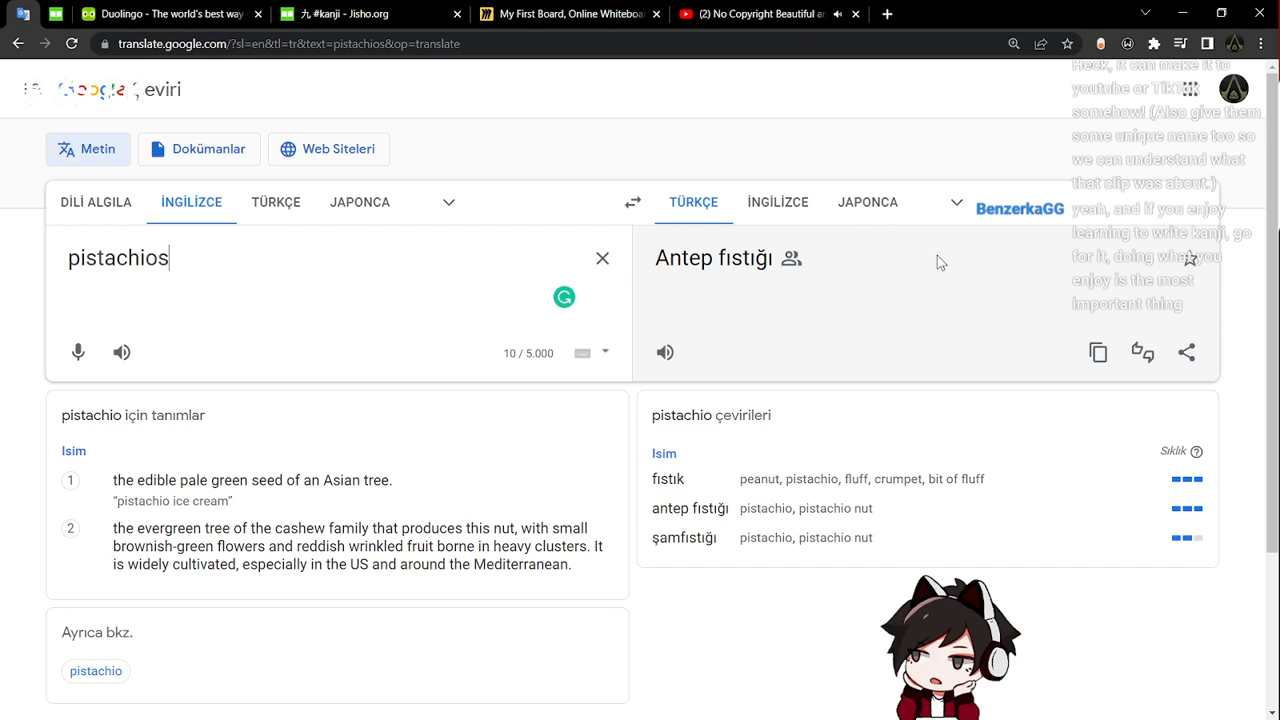 Duolingo - The world's best way
九 #kanji - Jisho.org
My First Board, Online Whiteboa
(2) No Copyright Beautiful a
translate.google.com/?sl=en&tl=tr&text=pistachios&op=translate
Google Çeviri
Metin
Dokümanlar
Web Siteleri
DİLİ ALGILA İNGİLİZCE TÜRKÇE JAPONCA
TÜRKÇE İNGİLİZCE JAPONCA
pistachios
Antep fıstığı
10 / 5.000
Heck, it can make it to
youtube or TikTok
somehow! (Also give them
some unique name too so
we can understand what
that clip was about.)
BenzerkaGG yeah, and if you enjoy
learning to write kanji, go
for it, doing what you
enjoy is the most
important thing
pistachio için tanımlar
Isim
1 the edible pale green seed of an Asian tree.
“pistachio ice cream”
2 the evergreen tree of the cashew family that produces this nut, with small
brownish-green flowers and reddish wrinkled fruit borne in heavy clusters. It
is widely cultivated, especially in the US and around the Mediterranean.
Ayrıca bkz.
pistachio
pistachio çevirileri
Isim Sıklık
fıstık peanut, pistachio, fluff, crumpet, bit of fluff
antep fıstığı pistachio, pistachio nut
şamfıstığı pistachio, pistachio nut